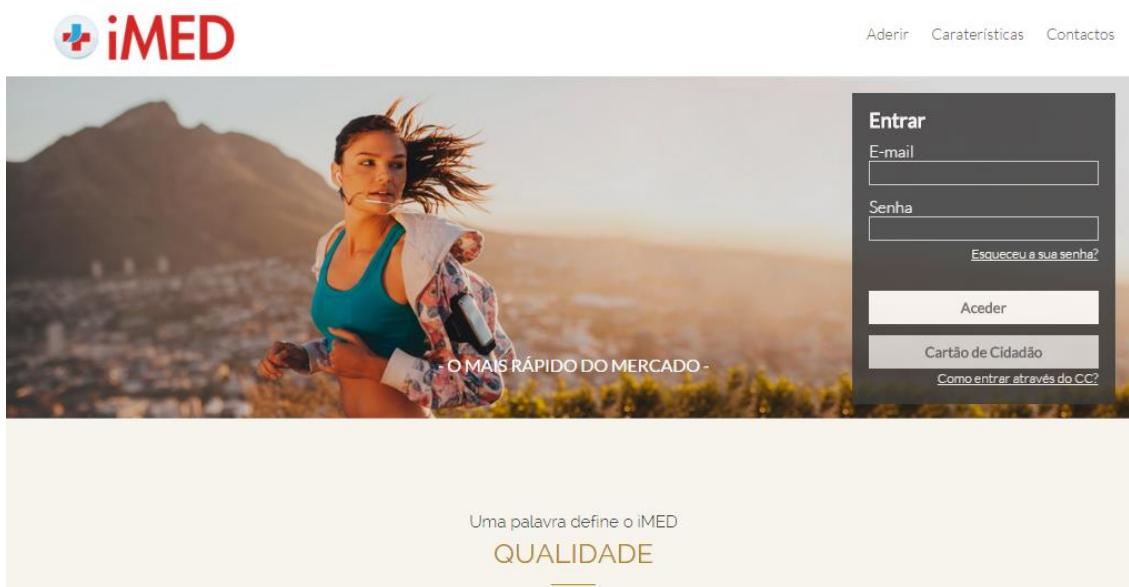 iMED
Aderir Caraterísticas Contactos
Entrar
E-mail
Senha
Esqueceu a sua senha?
Aceder
Cartão de Cidadão
Como entrar através do CC?
- O MAIS RÁPIDO DO MERCADO -
Uma palavra define o iMED
QUALIDADE